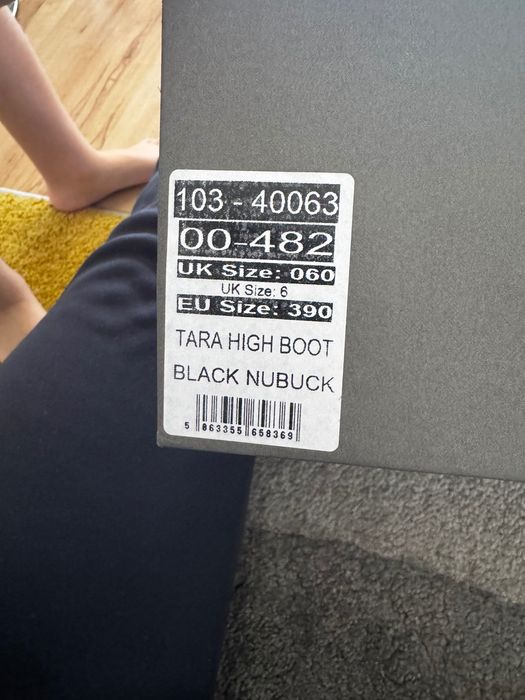 103 - 40063
00-482
UK Size: 060
UK Size: 6
EU Size: 390
TARA HIGH BOOT
BLACK NUBUCK
5 863355 658369